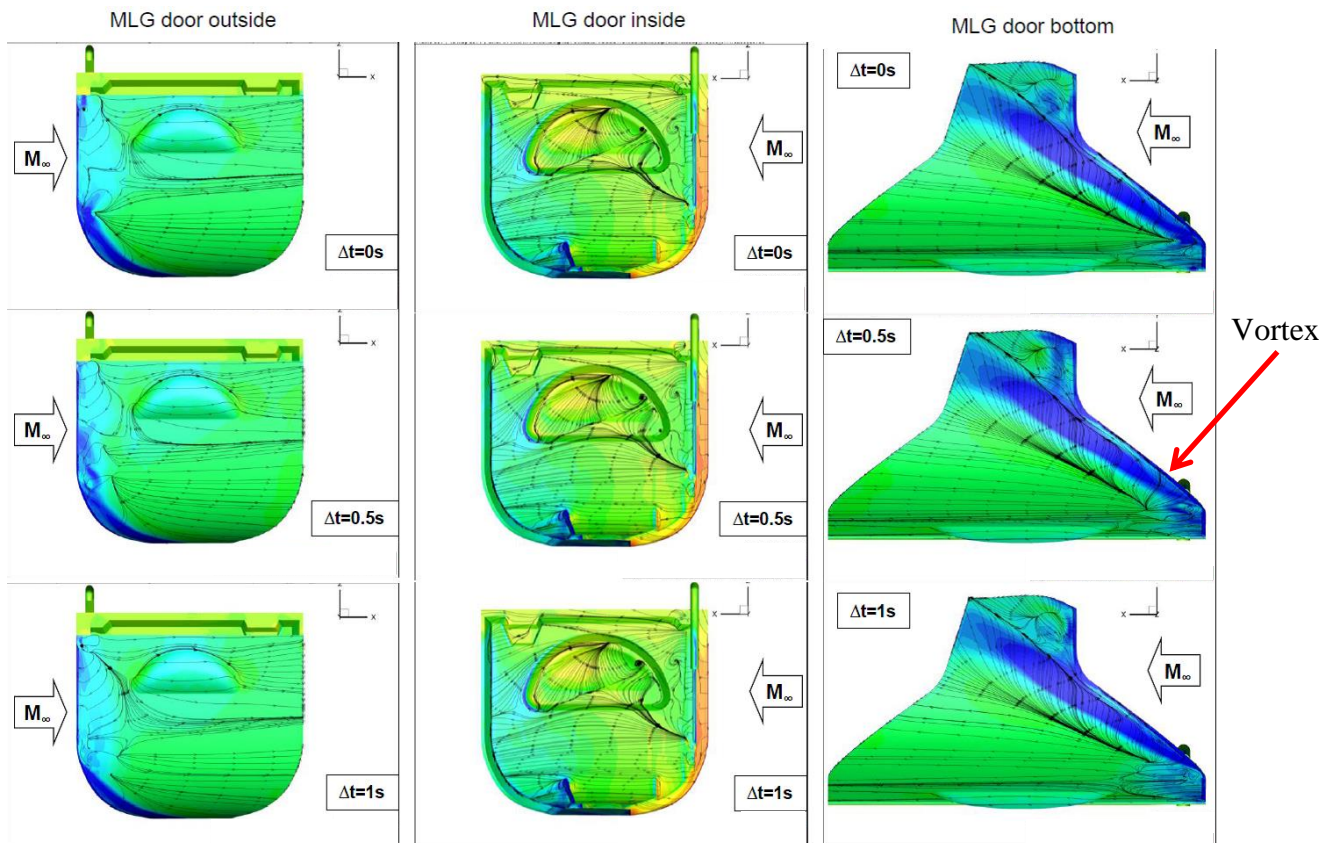 MLG door outside
MLG door inside
MLG door bottom
z
x
M∞
Δt=0s
z
x
M∞
Δt=0s
Δt=0s
x
z
M∞
z
x
M∞
Δt=0.5s
z
x
M∞
Δt=0.5s
Δt=0.5s
x
z
M∞
Vortex
z
x
M∞
Δt=1s
z
x
M∞
Δt=1s
Δt=1s
x
z
M∞